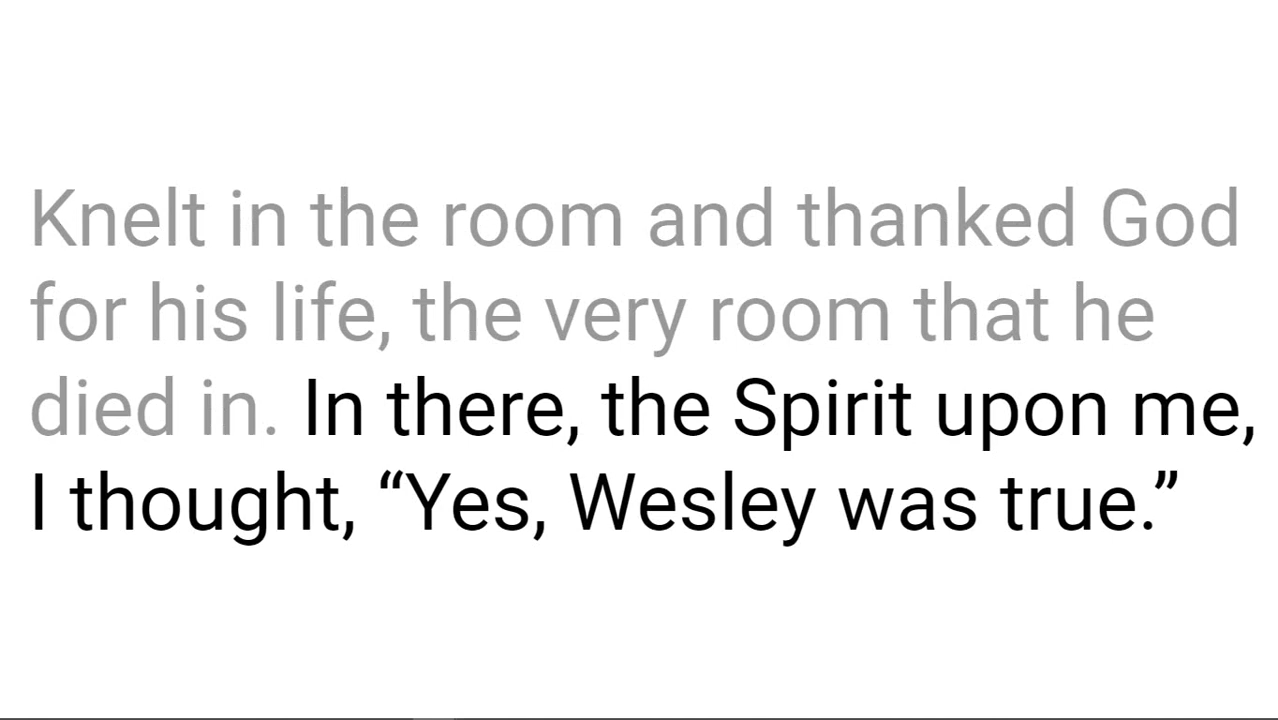 Knelt in the room and thanked God
for his life, the very room that he
died in. In there, the Spirit upon me,
I thought, “Yes, Wesley was true.”